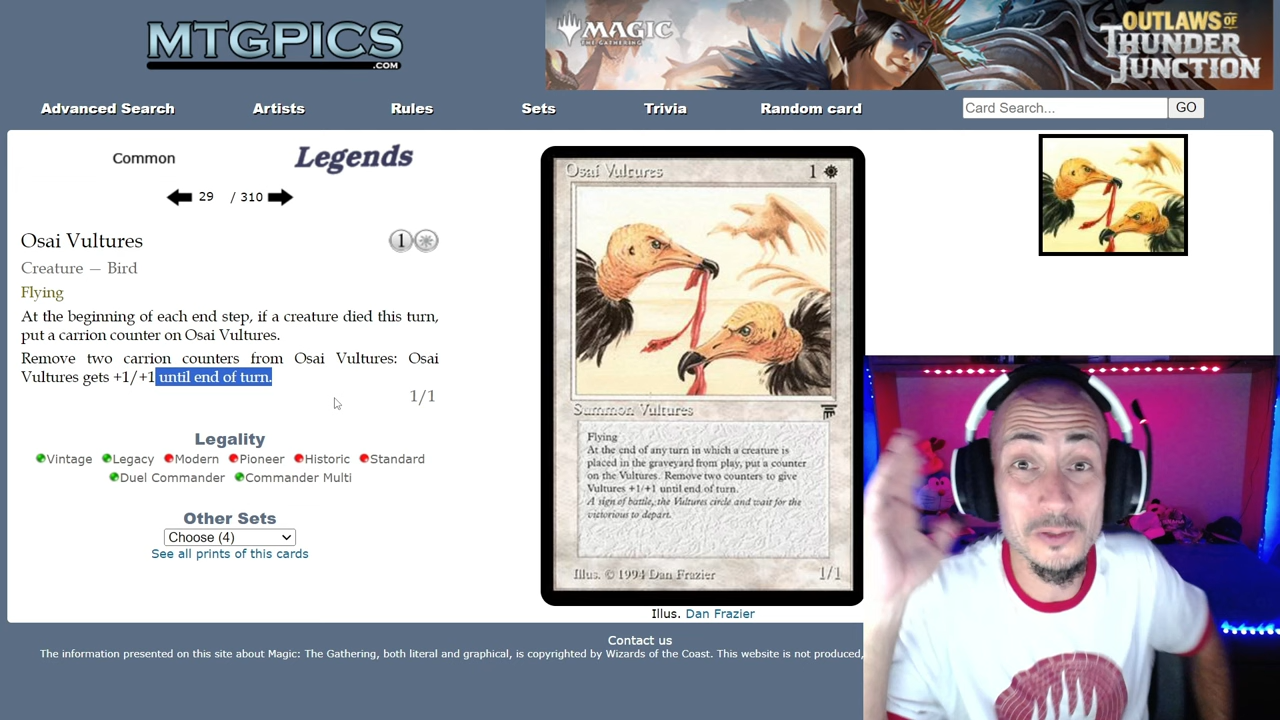 MTGPICS
.COM
MAGIC
THE GATHERING
OUTLAWS OF
THUNDER
JUNCTION
Advanced Search Artists Rules Sets Trivia Random card Card Search... GO
Common Legends
29 / 310
Osai Vultures 1
Creature — Bird
Flying
At the beginning of each end step, if a creature died this turn,
put a carrion counter on Osai Vultures.
Remove two carrion counters from Osai Vultures: Osai
Vultures gets +1/+1 until end of turn.
1/1
Legality
Vintage Legacy Modern Pioneer Historic Standard
Duel Commander Commander Multi
Other Sets
Choose (4)
See all prints of this cards
Osai Vultures 1
Summon Vultures
Flying
At the end of any turn in which a creature is
placed in the graveyard from play, put a counter
on the Vultures. Remove two counters to give
Vultures +1/+1 until end of turn.
A sign of battle, the Vultures circle and wait for the
victorious to depart.
Illus. © 1994 Dan Frazier 1/1
Illus. Dan Frazier
Contact us
The information presented on this site about Magic: The Gathering, both literal and graphical, is copyrighted by Wizards of the Coast. This website is not produced,